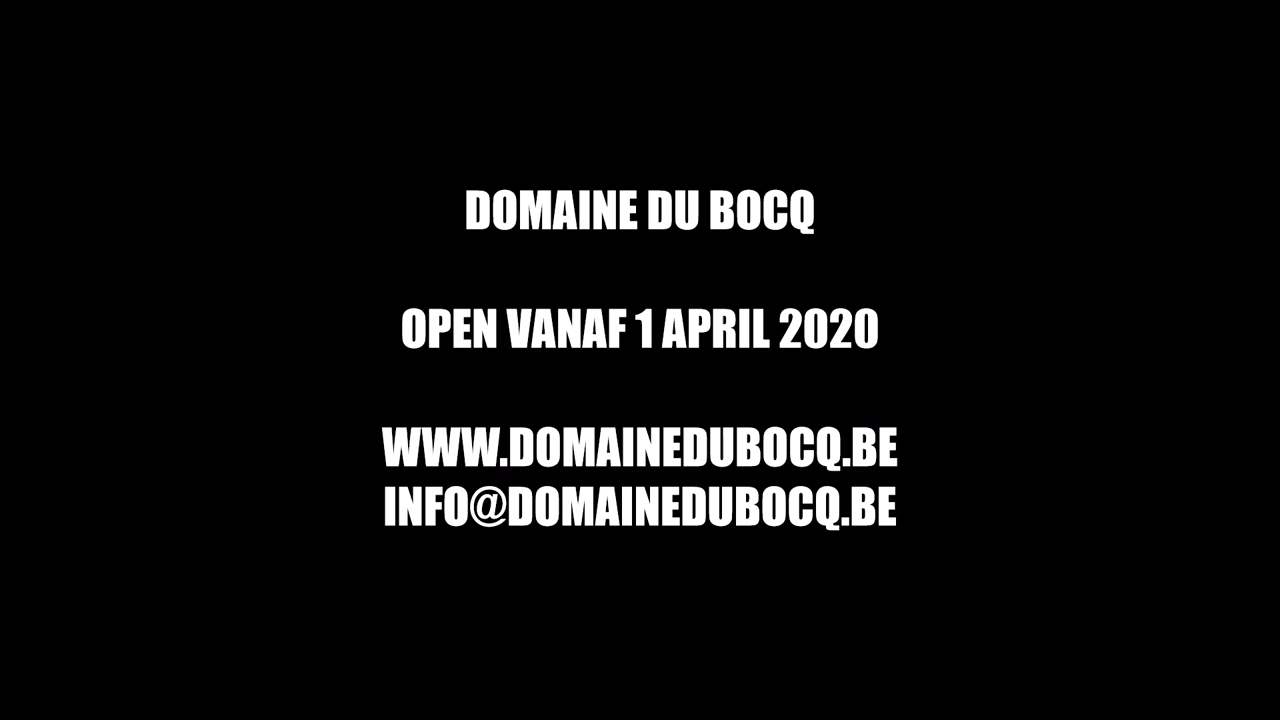 DOMAINE DU BOCQ
OPEN VANAF 1 APRIL 2020
WWW.DOMAINEDUBOCQ.BE
INFO@DOMAINEDUBOCQ.BE